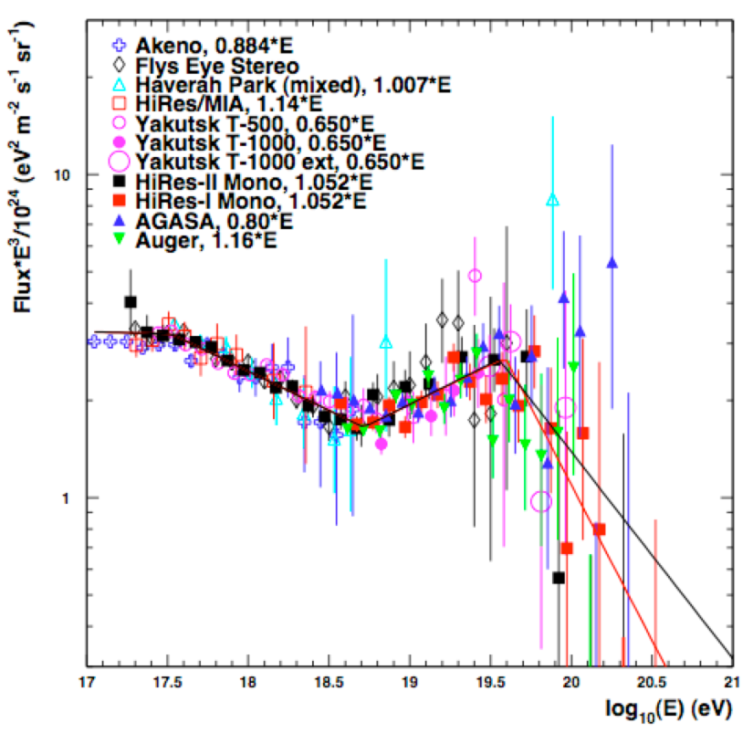 Flux*E³/10²⁴ (eV² m⁻² s⁻¹ sr⁻¹)
Akeno, 0.884*E
Flys Eye Stereo
Haverah Park (mixed), 1.007*E
HiRes/MIA, 1.14*E
Yakutsk T-500, 0.650*E
Yakutsk T-1000, 0.650*E
Yakutsk T-1000 ext, 0.650*E
HiRes-II Mono, 1.052*E
HiRes-I Mono, 1.052*E
AGASA, 0.80*E
Auger, 1.16*E
10
1
17 17.5 18 18.5 19 19.5 20 20.5 21
log₁₀(E) (eV)